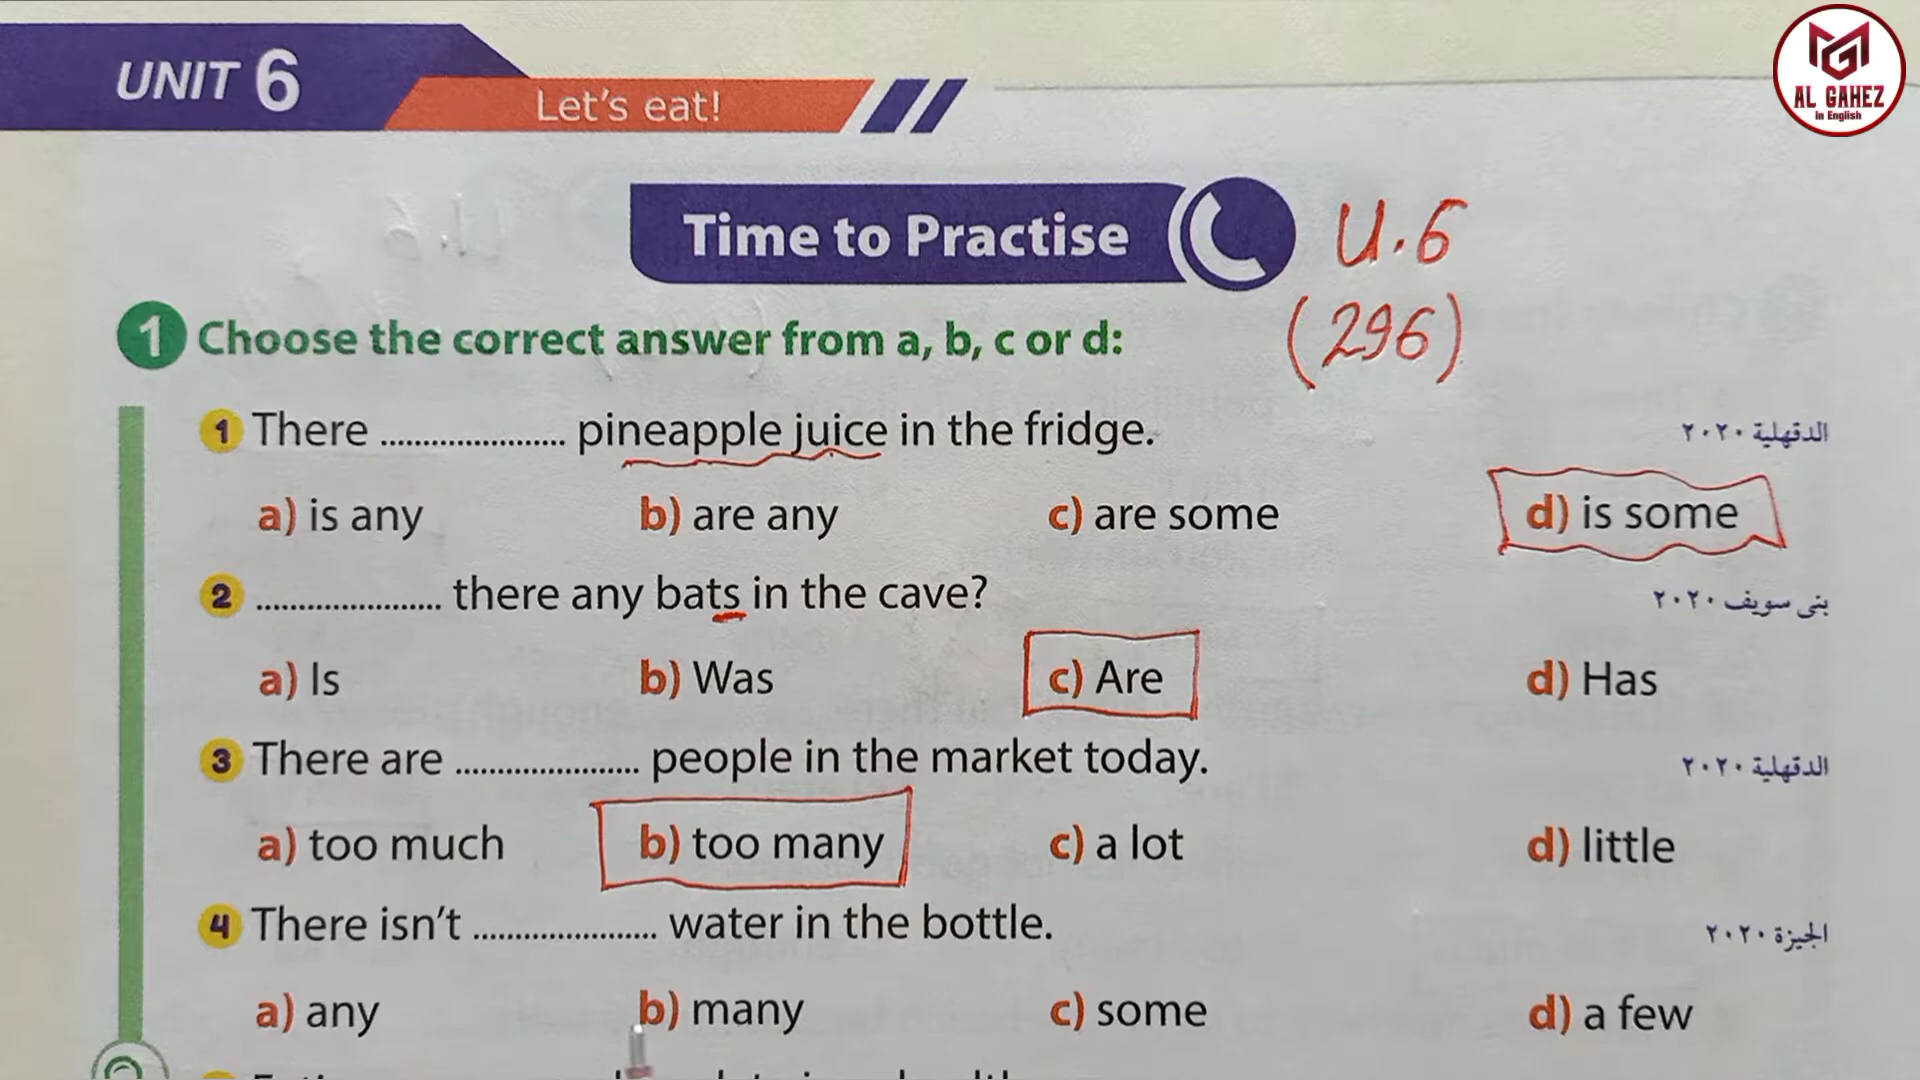 UNIT 6
Let's eat!
AL GAHEZ
in English
Time to Practise
U.6
(296)
1 Choose the correct answer from a, b, c or d:
1 There ...................... pineapple juice in the fridge. الدقهلية ٢٠٢٠
a) is any b) are any c) are some d) is some
2 ...................... there any bats in the cave? بنى سويف ٢٠٢٠
a) Is b) Was c) Are d) Has
3 There are ...................... people in the market today. الدقهلية ٢٠٢٠
a) too much b) too many c) a lot d) little
4 There isn't ...................... water in the bottle. الجيزة ٢٠٢٠
a) any b) many c) some d) a few